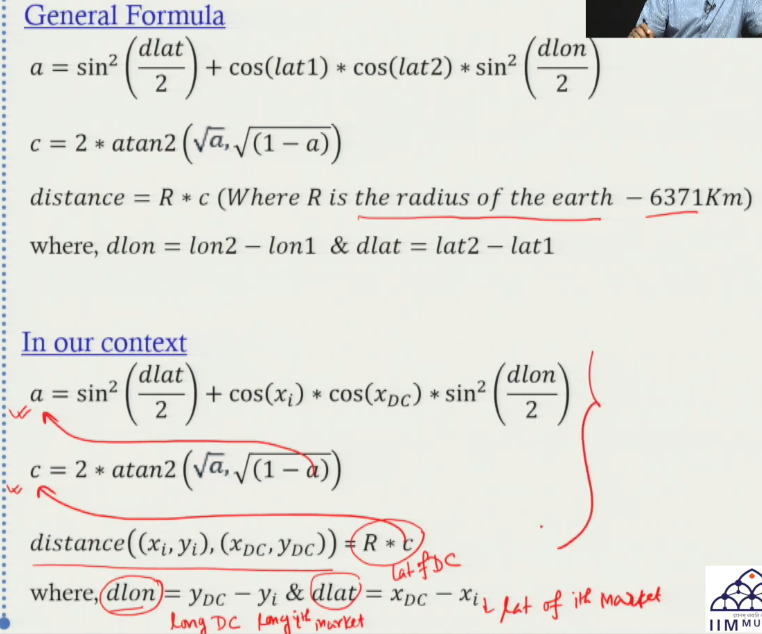 General Formula
a = sin² (dlat/2) + cos(lat1) * cos(lat2) * sin² (dlon/2)
c = 2 * atan2 (√a, √(1 − a))
distance = R * c (Where R is the radius of the earth − 6371Km)
where, dlon = lon2 − lon1 & dlat = lat2 − lat1
In our context
a = sin² (dlat/2) + cos(xᵢ) * cos(x_DC) * sin² (dlon/2)
c = 2 * atan2 (√a, √(1 − a))
distance((xᵢ, yᵢ), (x_DC, y_DC)) = R * c
Lat of DC
where, dlon = y_DC − yᵢ & dlat = x_DC − xᵢ Lat of ith Market
Long DC Long ith market
IIM MU